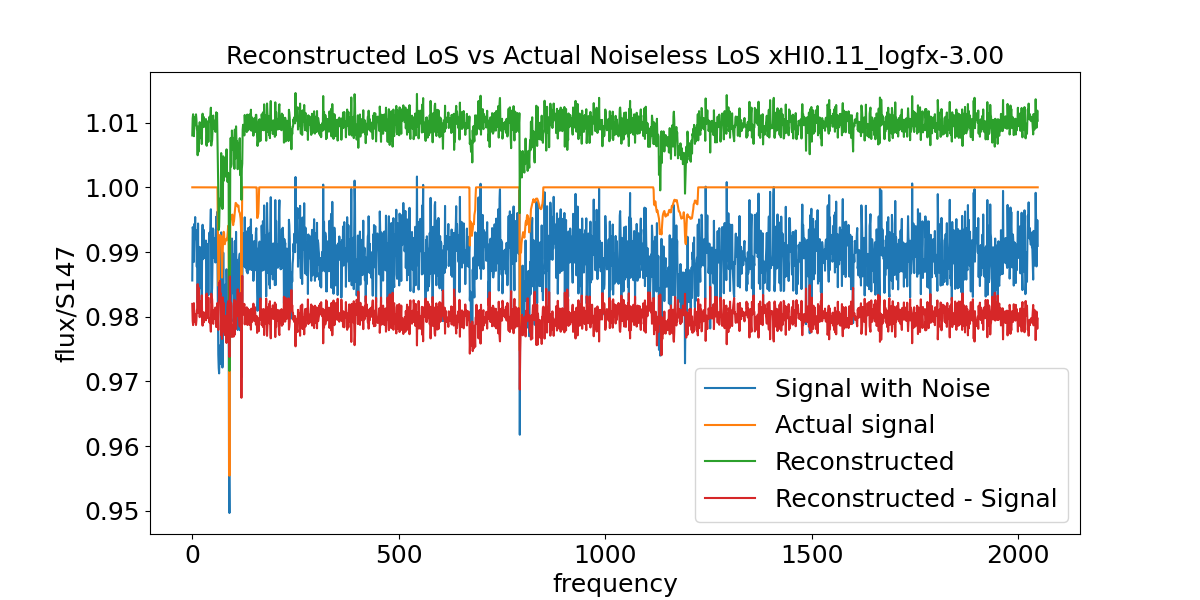 Reconstructed LoS vs Actual Noiseless LoS xHI0.11_logfx-3.00
flux/S147
1.01
1.00
0.99
0.98
0.97
0.96
0.95
Signal with Noise
Actual signal
Reconstructed
Reconstructed - Signal
0
500
1000
1500
2000
frequency